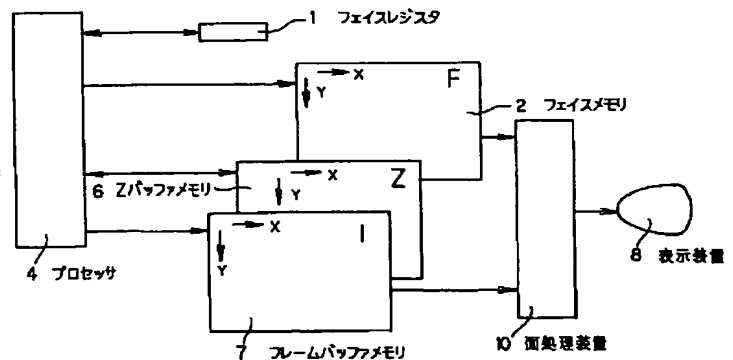 1 フェイスレジスタ
X
F
Y
2 フェイスメモリ
6 Zバッファメモリ
X
Z
Y
X
I
Y
4 プロセッサ
8 表示装置
10 面処理装置
7 フレームバッファメモリ